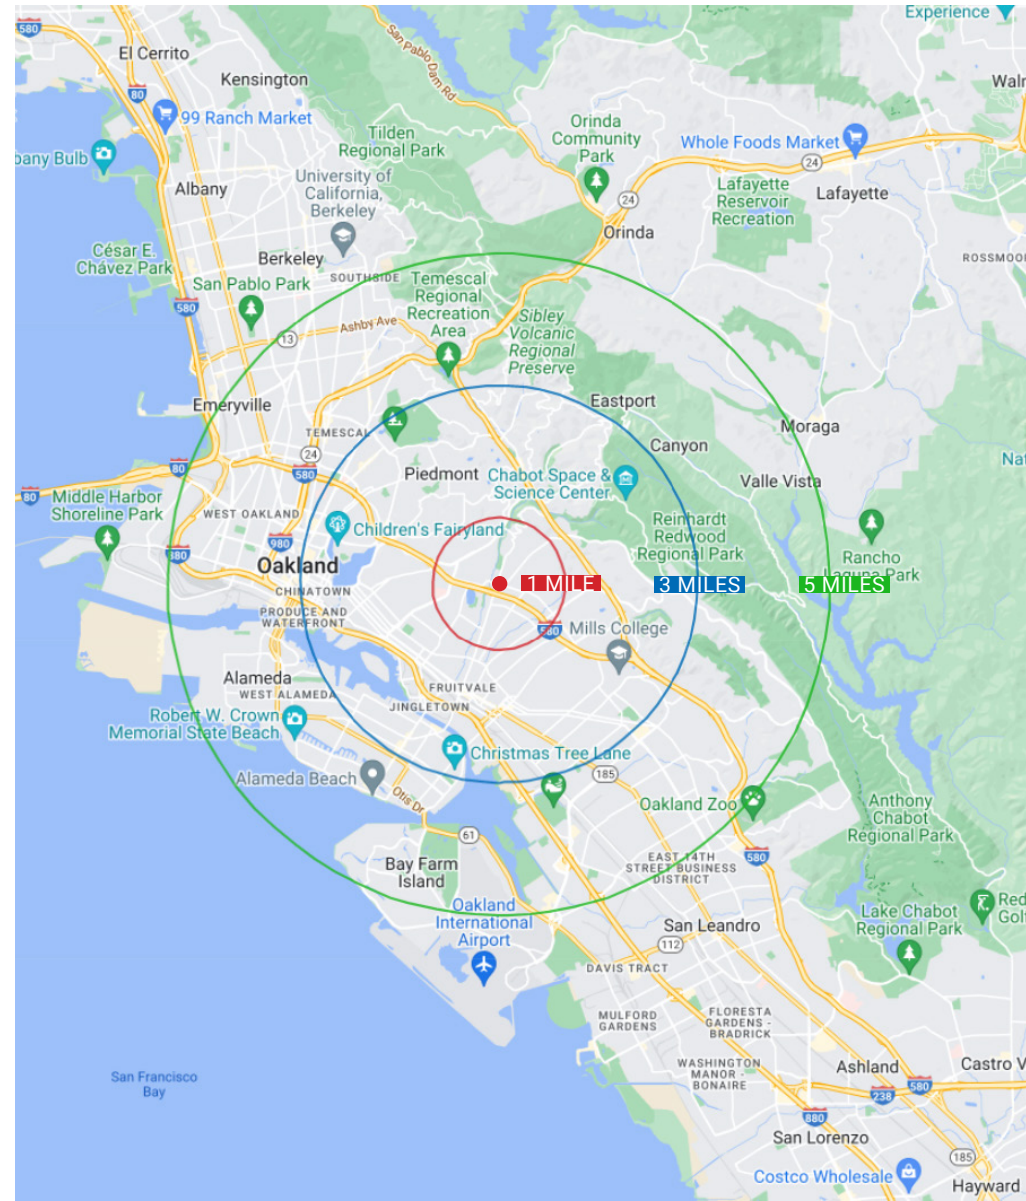 Experience
580
El Cerrito
Kensington
San Pablo Dam Rd
Waln
80
99 Ranch Market
Tilden
Regional Park
Orinda
Community
Park
Whole Foods Market
24
bany Bulb
Albany
University of
California,
Berkeley
24
Lafayette
Reservoir
Recreation
Lafayette
Orinda
César E.
Chávez Park
Berkeley
SOUTHSIDE
ROSSMOO
San Pablo Park
Temescal
Regional
Recreation
Area
580
13
Ashby Ave
Sibley
Volcanic
Regional
Preserve
Emeryville
Eastport
TEMESCAL
24
Canyon
Moraga
80
580
Piedmont
Chabot Space &
Science Center
Valle Vista
Nat
80
Middle Harbor
Shoreline Park
WEST OAKLAND
Children's Fairyland
Reinhardt
Redwood
Regional Park
880
980
Rancho
Laguna Park
Oakland
CHINATOWN
1 MILE
3 MILES
5 MILES
PRODUCE AND
WATERFRONT
580
Mills College
Alameda
WEST ALAMEDA
FRUITVALE
JINGLETOWN
Robert W. Crown
Memorial State Beach
Christmas Tree Lane
Alameda Beach
185
Otis Dr
Oakland Zoo
Anthony
Chabot
Regional Park
61
Bay Farm
Island
EAST 14TH
STREET BUSINESS
DISTRICT
580
Oakland
International
Airport
San Leandro
Lake Chabot
Regional Park
Red
Golf
112
DAVIS TRACT
MULFORD
GARDENS
FLORESTA
GARDENS -
BRADRICK
WASHINGTON
MANOR -
BONAIRE
Ashland
Castro V
San Francisco
Bay
238
580
880
San Lorenzo
185
Costco Wholesale
Hayward